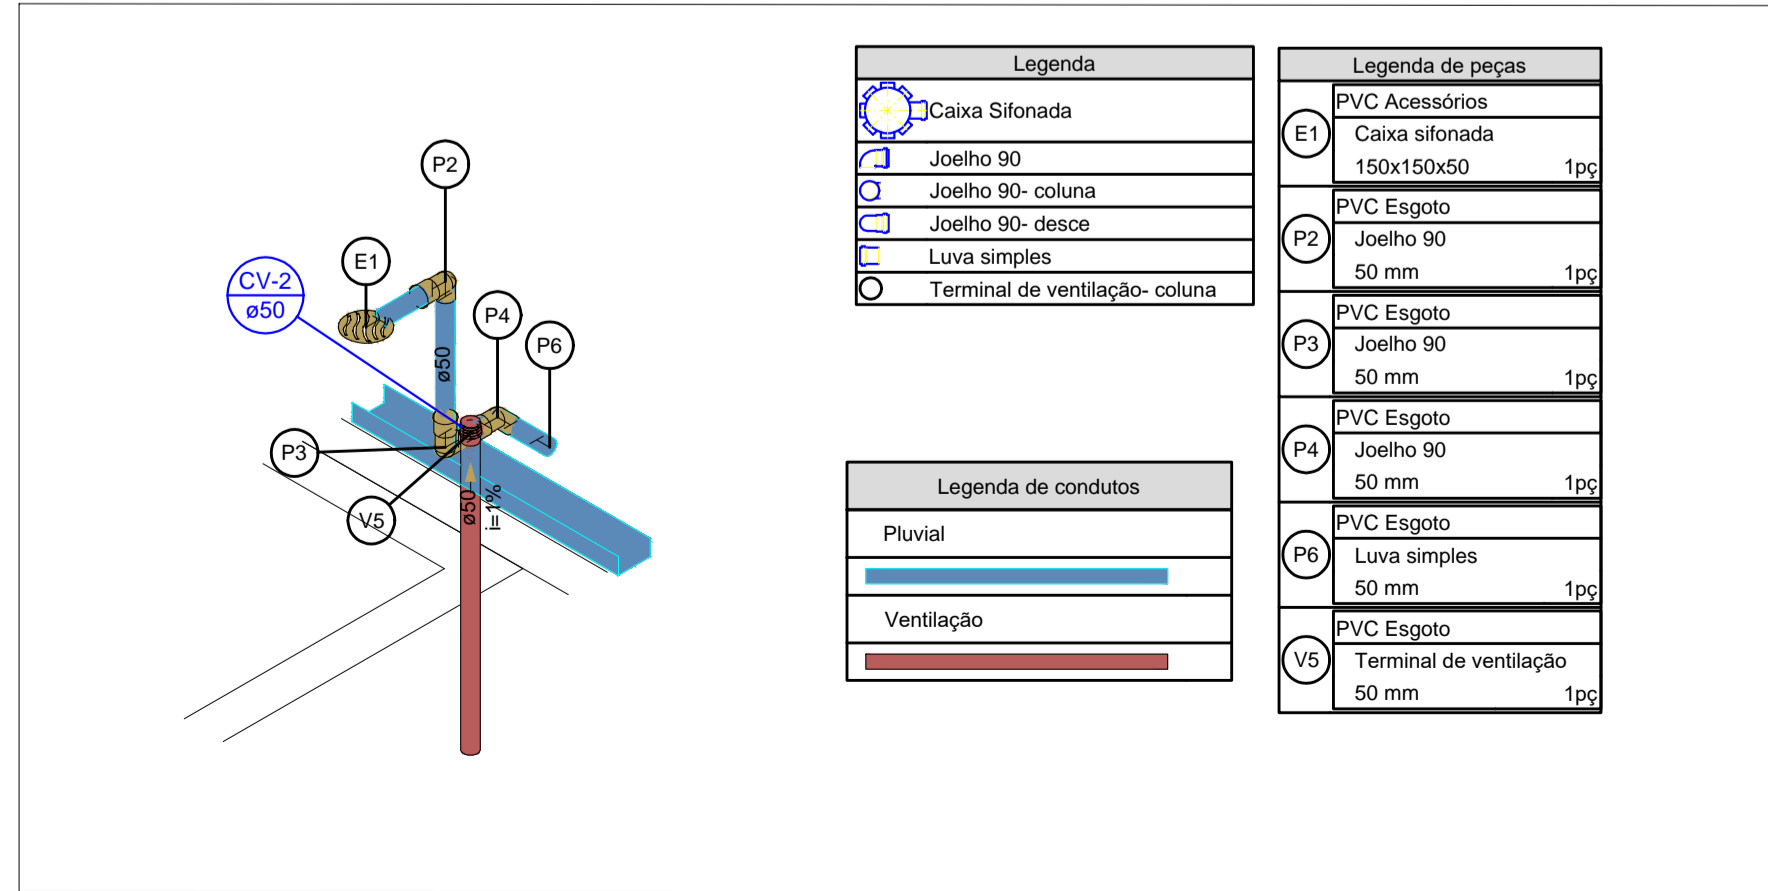 P2
E1
CV-2
ø50
P4
P6
ø50
P3
V5
ø50
i=1%
Legenda
Caixa Sifonada
Joelho 90
Joelho 90- coluna
Joelho 90- desce
Luva simples
Terminal de ventilação- coluna
Legenda de condutos
Pluvial
Ventilação
Legenda de peças
E1
PVC Acessórios
Caixa sifonada
150x150x50 1pç
P2
PVC Esgoto
Joelho 90
50 mm 1pç
P3
PVC Esgoto
Joelho 90
50 mm 1pç
P4
PVC Esgoto
Joelho 90
50 mm 1pç
P6
PVC Esgoto
Luva simples
50 mm 1pç
V5
PVC Esgoto
Terminal de ventilação
50 mm 1pç